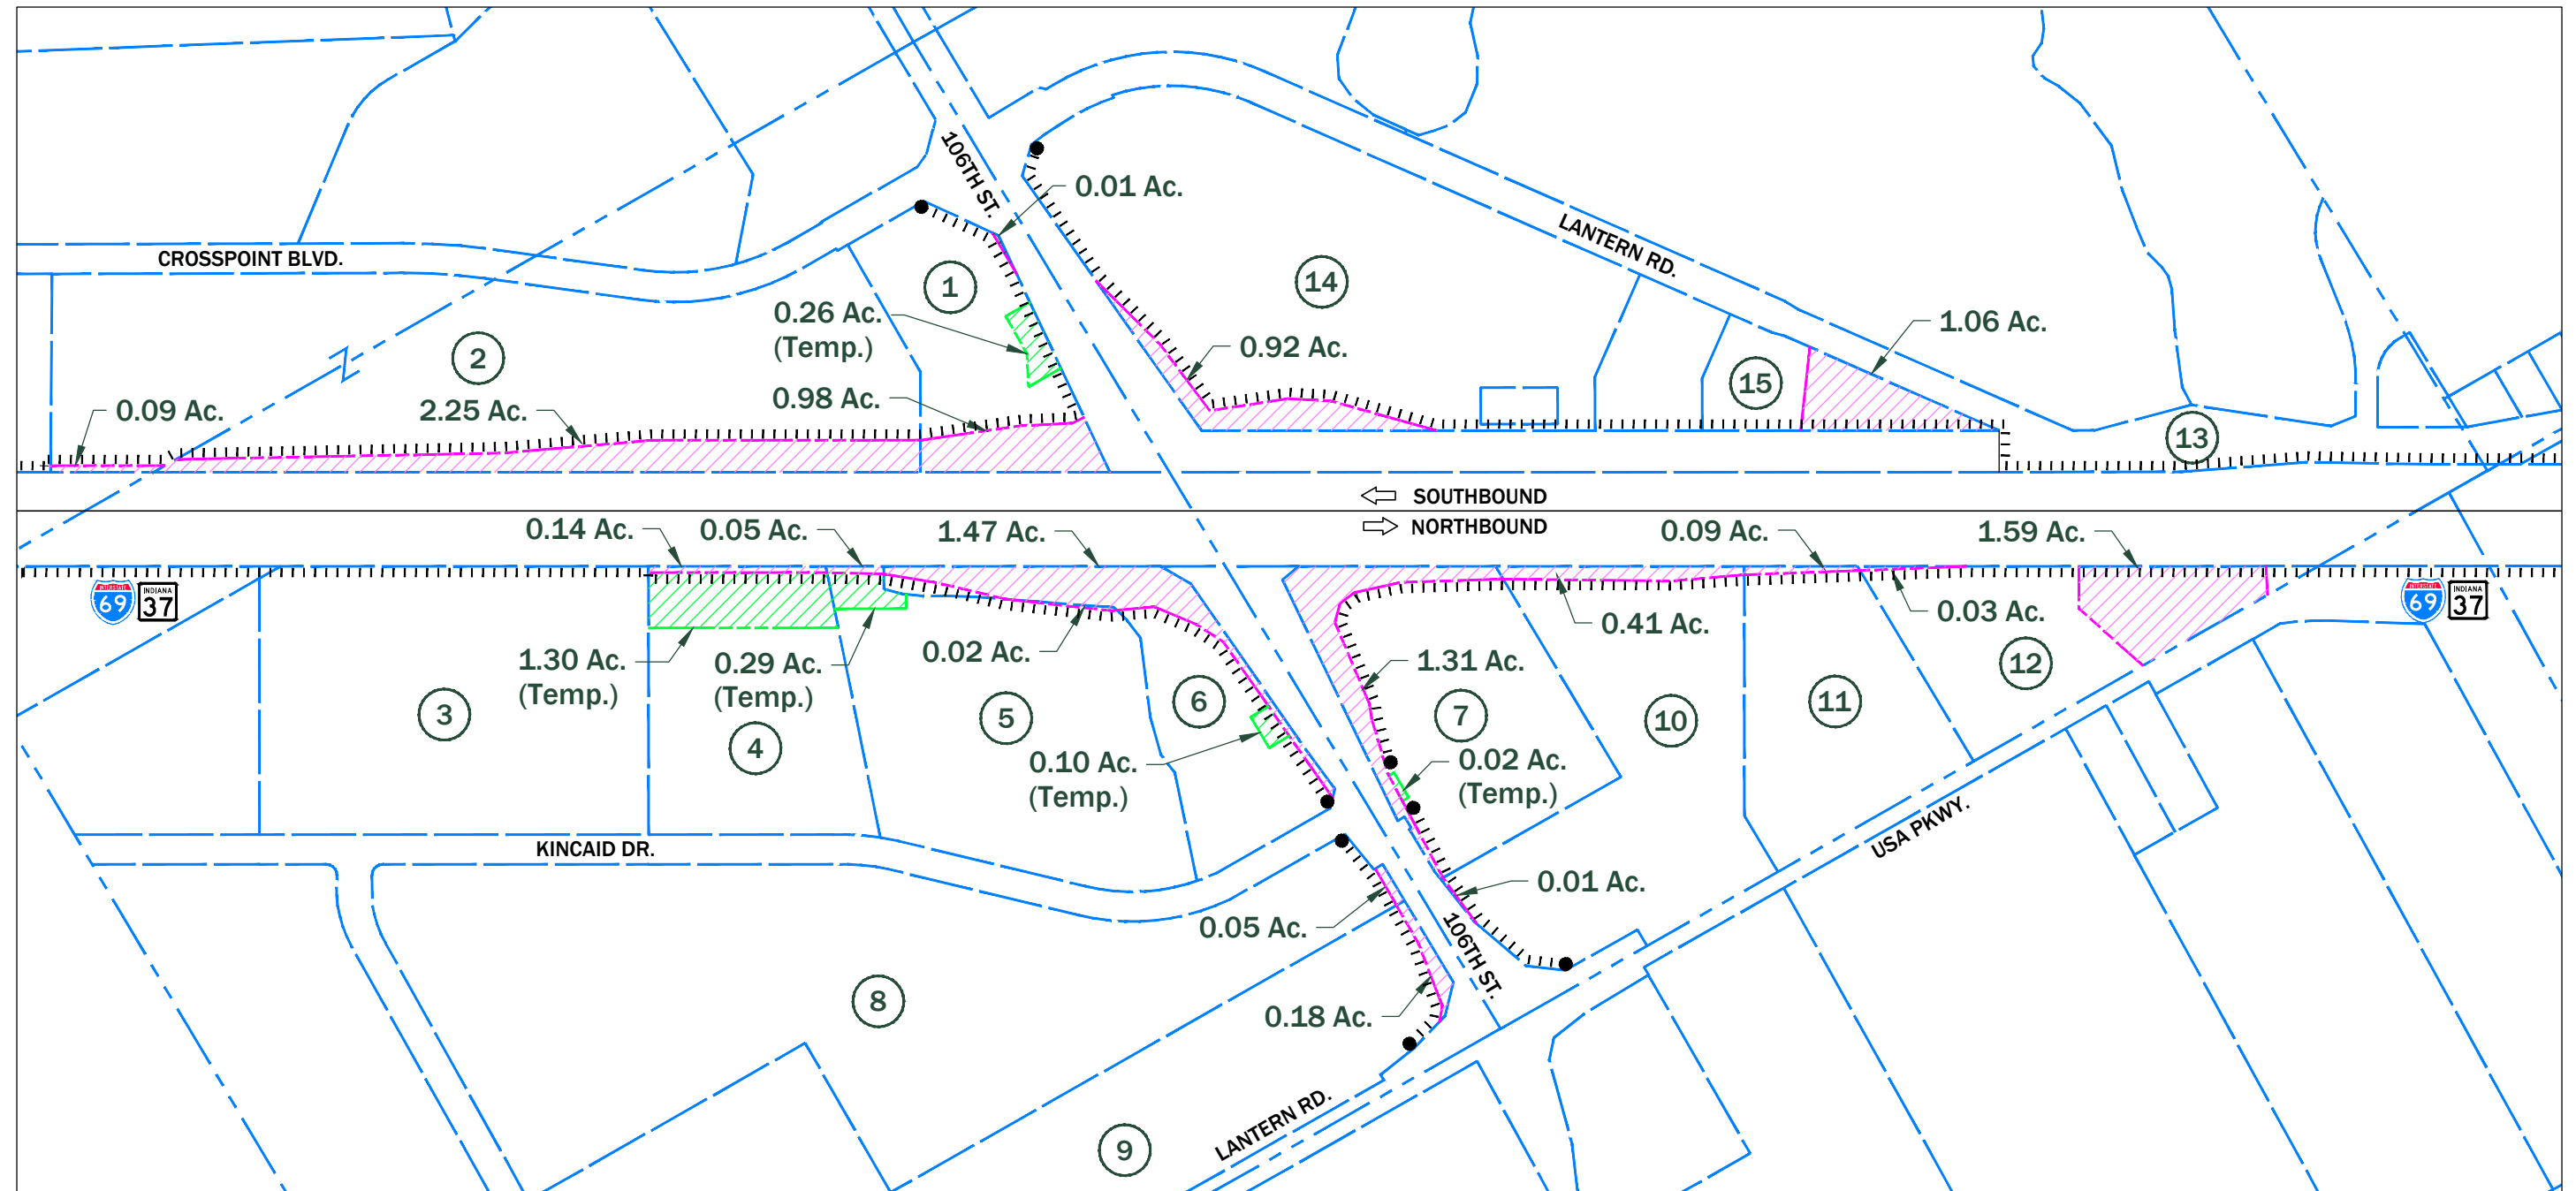 106TH ST.
0.01 Ac.
LANTERN RD.
CROSSPOINT BLVD.
1
14
0.26 Ac.
(Temp.)
1.06 Ac.
2
0.92 Ac.
15
0.09 Ac.
2.25 Ac.
0.98 Ac.
13
SOUTHBOUND
NORTHBOUND
0.14 Ac.
0.05 Ac.
1.47 Ac.
0.09 Ac.
1.59 Ac.
69
INDIANA
37
69
INDIANA
37
0.03 Ac.
0.41 Ac.
0.02 Ac.
1.30 Ac.
(Temp.)
0.29 Ac.
(Temp.)
1.31 Ac.
12
3
4
5
6
7
10
11
0.10 Ac.
(Temp.)
0.02 Ac.
(Temp.)
USA PKWY.
KINCAID DR.
0.01 Ac.
0.05 Ac.
106TH ST.
8
0.18 Ac.
LANTERN RD.
9